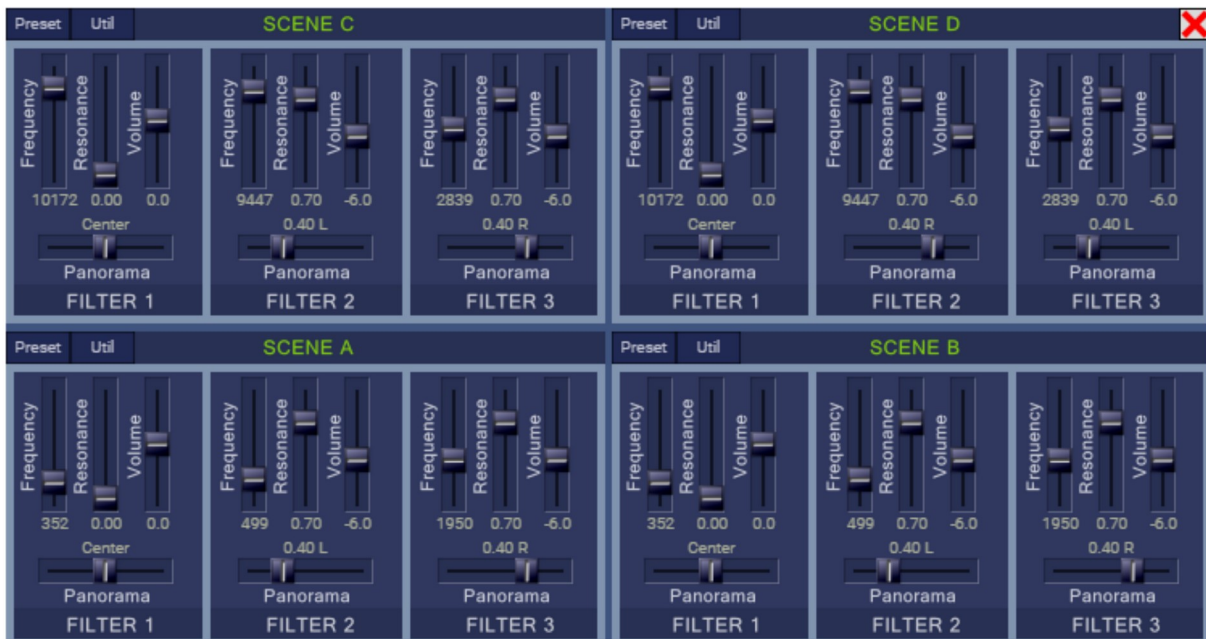 Preset Util SCENE C
Frequency Resonance Volume
10172 0.00 0.0
Center
Panorama
FILTER 1
Frequency Resonance Volume
9447 0.70 -6.0
0.40 L
Panorama
FILTER 2
Frequency Resonance Volume
2839 0.70 -6.0
0.40 R
Panorama
FILTER 3
Preset Util SCENE D
Frequency Resonance Volume
10172 0.00 0.0
Center
Panorama
FILTER 1
Frequency Resonance Volume
9447 0.70 -6.0
0.40 R
Panorama
FILTER 2
Frequency Resonance Volume
2839 0.70 -6.0
0.40 L
Panorama
FILTER 3
Preset Util SCENE A
Frequency Resonance Volume
352 0.00 0.0
Center
Panorama
FILTER 1
Frequency Resonance Volume
499 0.70 -6.0
0.40 L
Panorama
FILTER 2
Frequency Resonance Volume
1950 0.70 -6.0
0.40 R
Panorama
FILTER 3
Preset Util SCENE B
Frequency Resonance Volume
352 0.00 0.0
Center
Panorama
FILTER 1
Frequency Resonance Volume
499 0.70 -6.0
0.40 L
Panorama
FILTER 2
Frequency Resonance Volume
1950 0.70 -6.0
0.40 R
Panorama
FILTER 3